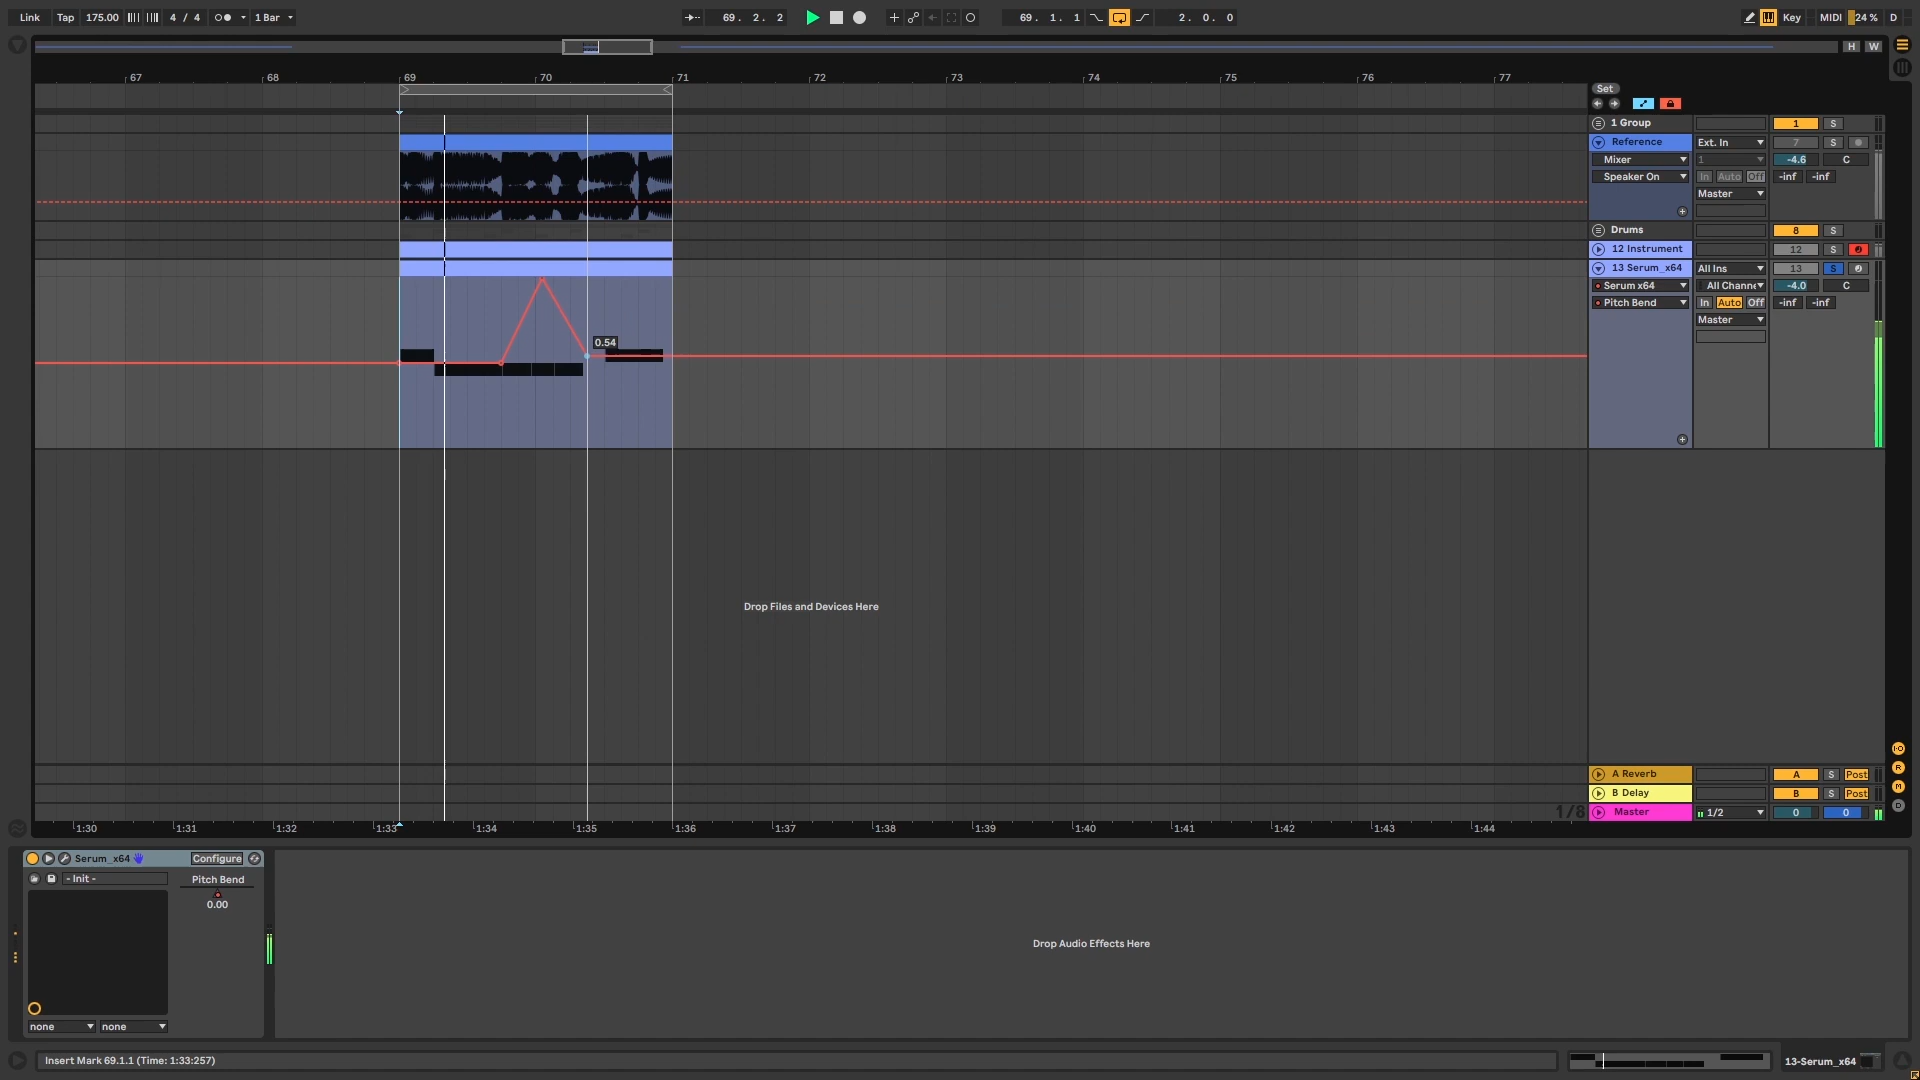 Link Tap 175.00 4 / 4 1 Bar 69. 2. 2 69. 1. 1 2. 0. 0 Key MIDI 24 % D
H W
67 68 69 70 71 72 73 74 75 76 77
Set
1 Group 1 S
Reference Ext. In 7 S
Mixer 1 -4.6 C
Speaker On In Auto Off -inf -inf
Master
Drums 8 S
12 Instrument 12 S
13 Serum_x64 All Ins 13 S
Serum x64 All Channe -4.0 C
Pitch Bend In Auto Off -inf -inf
Master
0.54
Drop Files and Devices Here
A Reverb A S Post
B Delay B S Post
1/8 Master 1/2 0 0
1:30 1:31 1:32 1:33 1:34 1:35 1:36 1:37 1:38 1:39 1:40 1:41 1:42 1:43 1:44
R
M
D
Serum_x64 Configure
- Init - Pitch Bend
0.00
Drop Audio Effects Here
none none
Insert Mark 69.1.1 (Time: 1:33:257) 13-Serum_x64